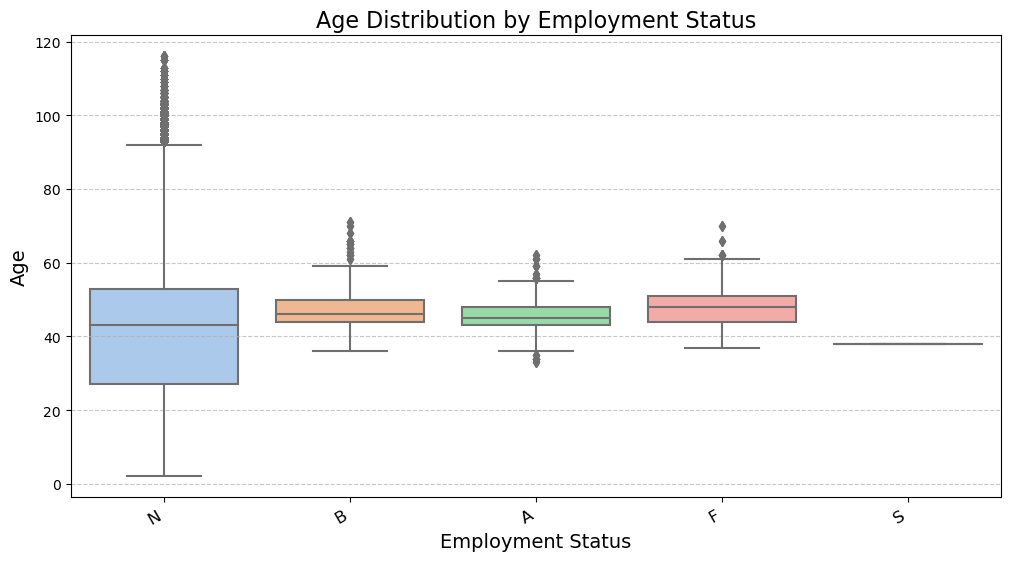 Age Distribution by Employment Status
120
100
80
60
40
20
0
Age
N
B
A
F
S
Employment Status